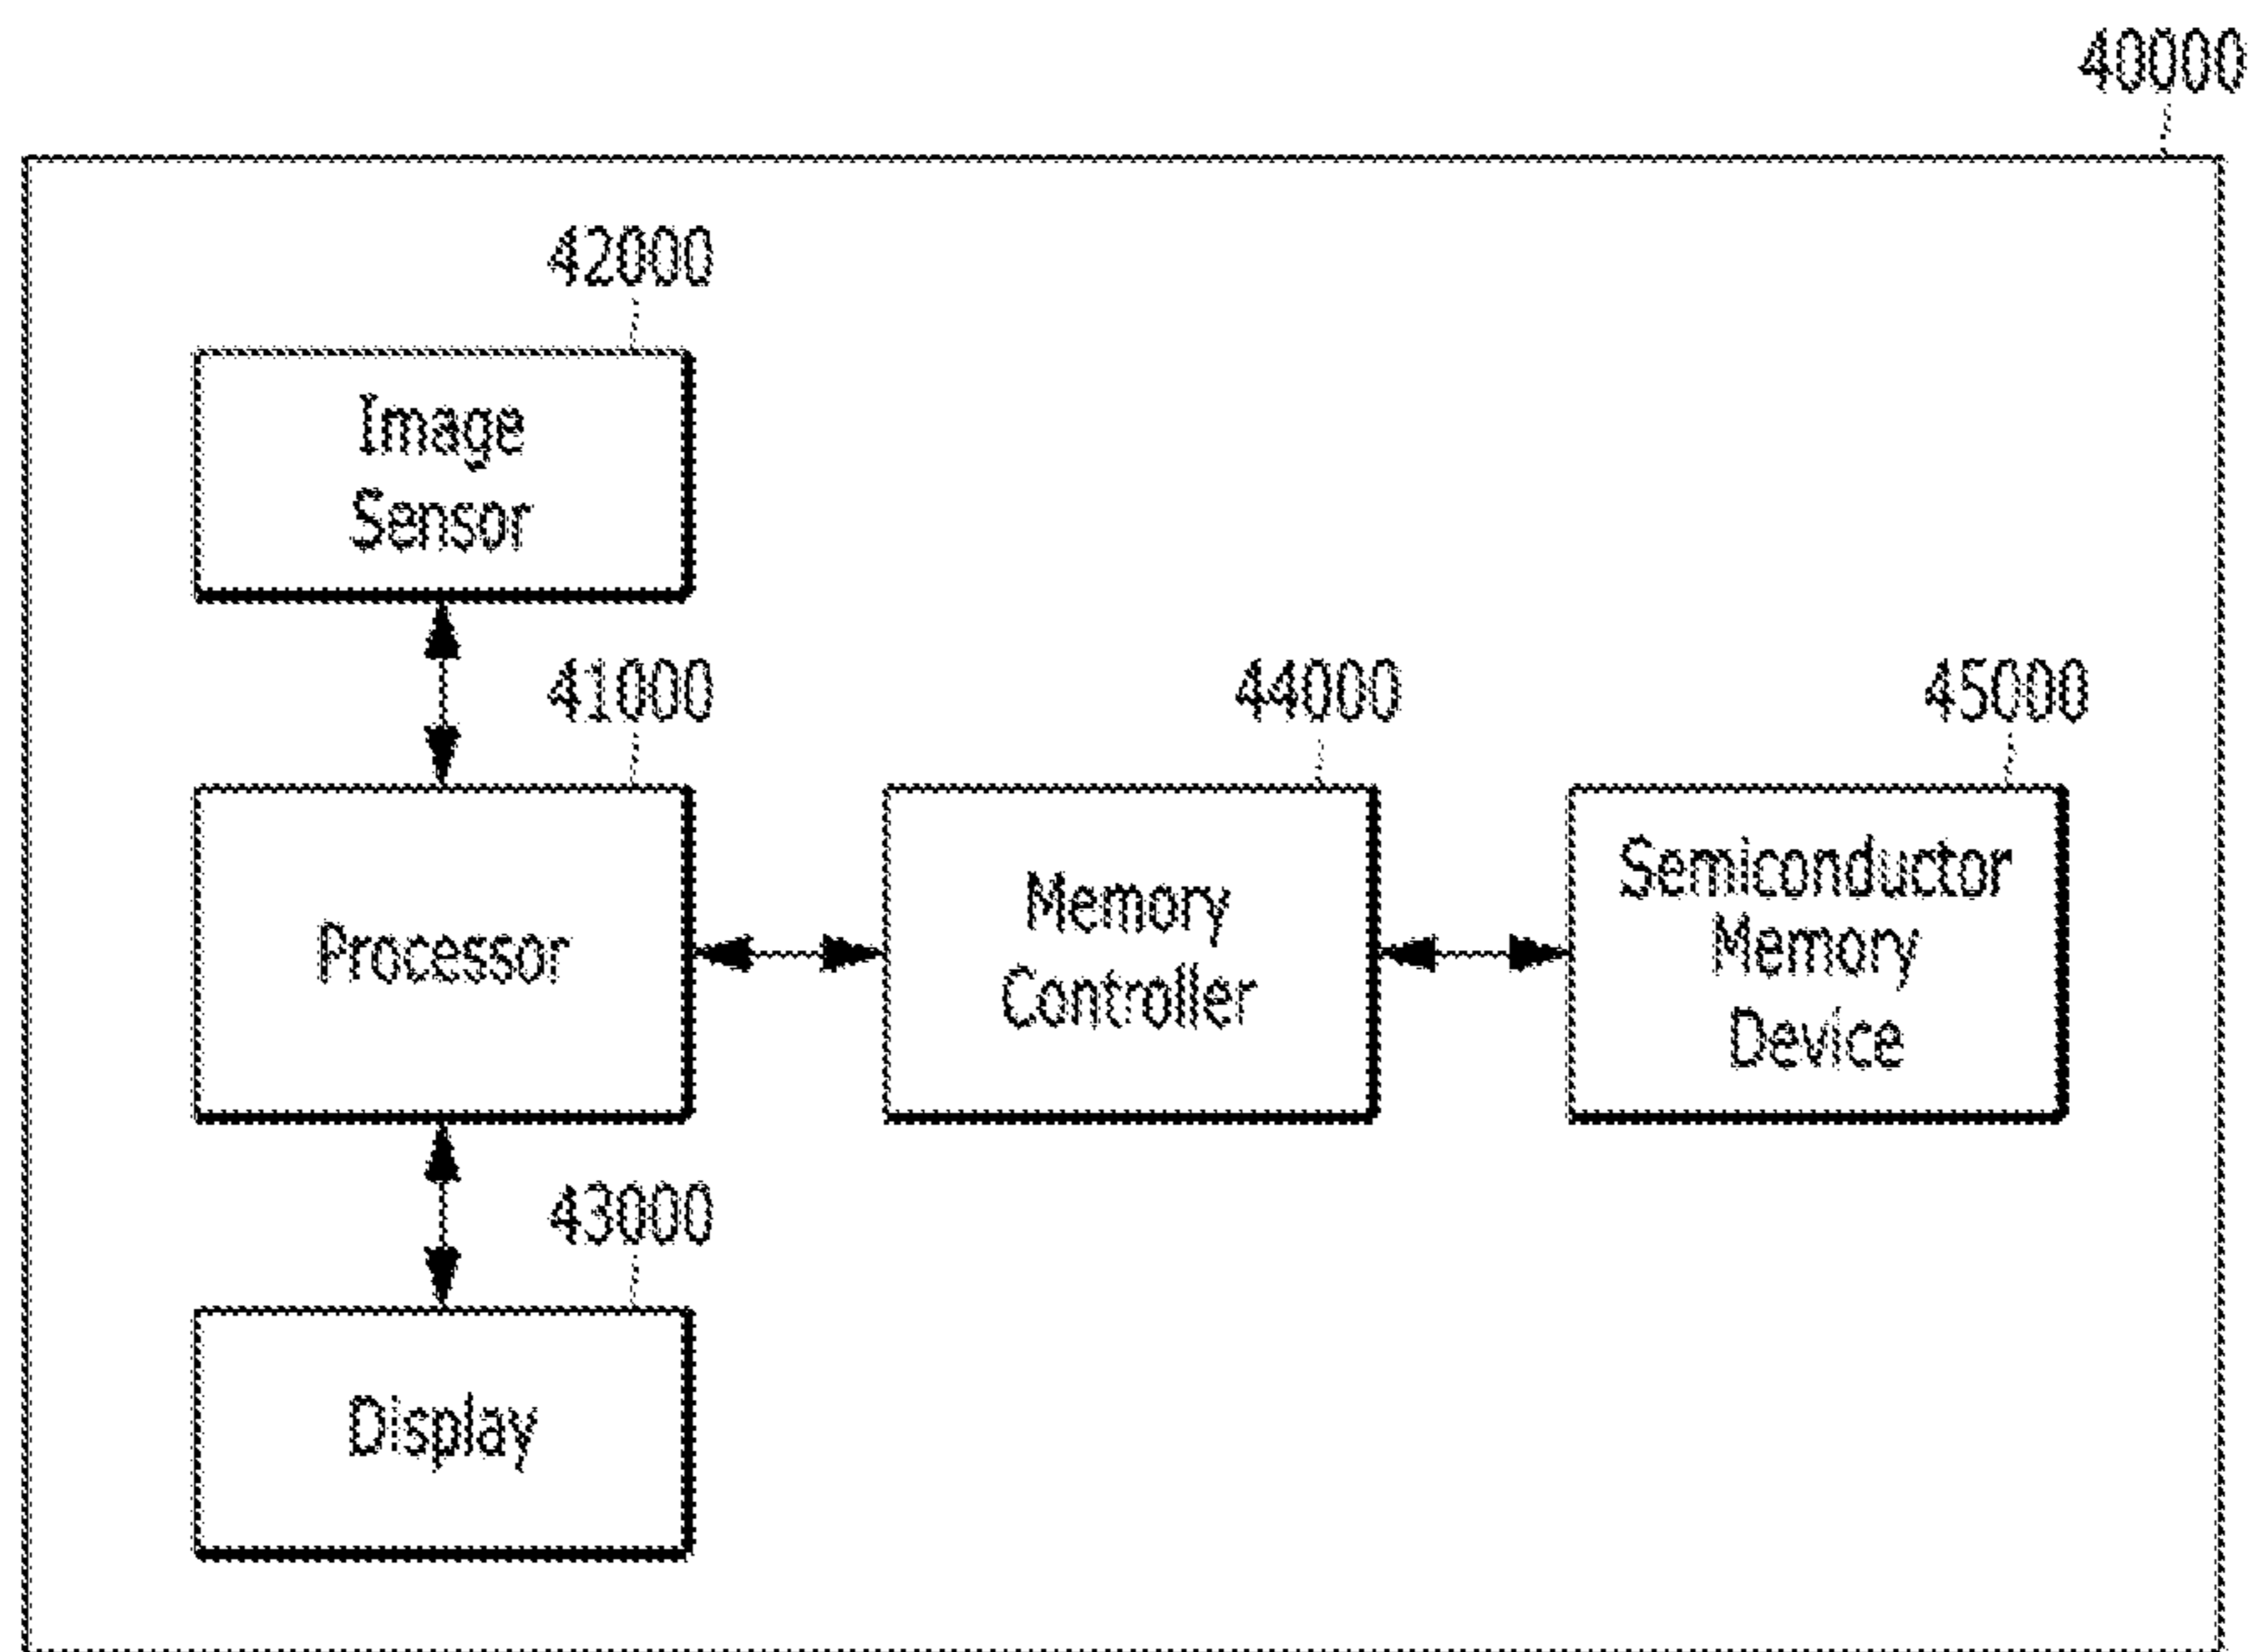 40000
42000
Image
Sensor
41000
44000
45000
Processor
Memory
Controller
Semiconductor
Memory
Device
43000
Display